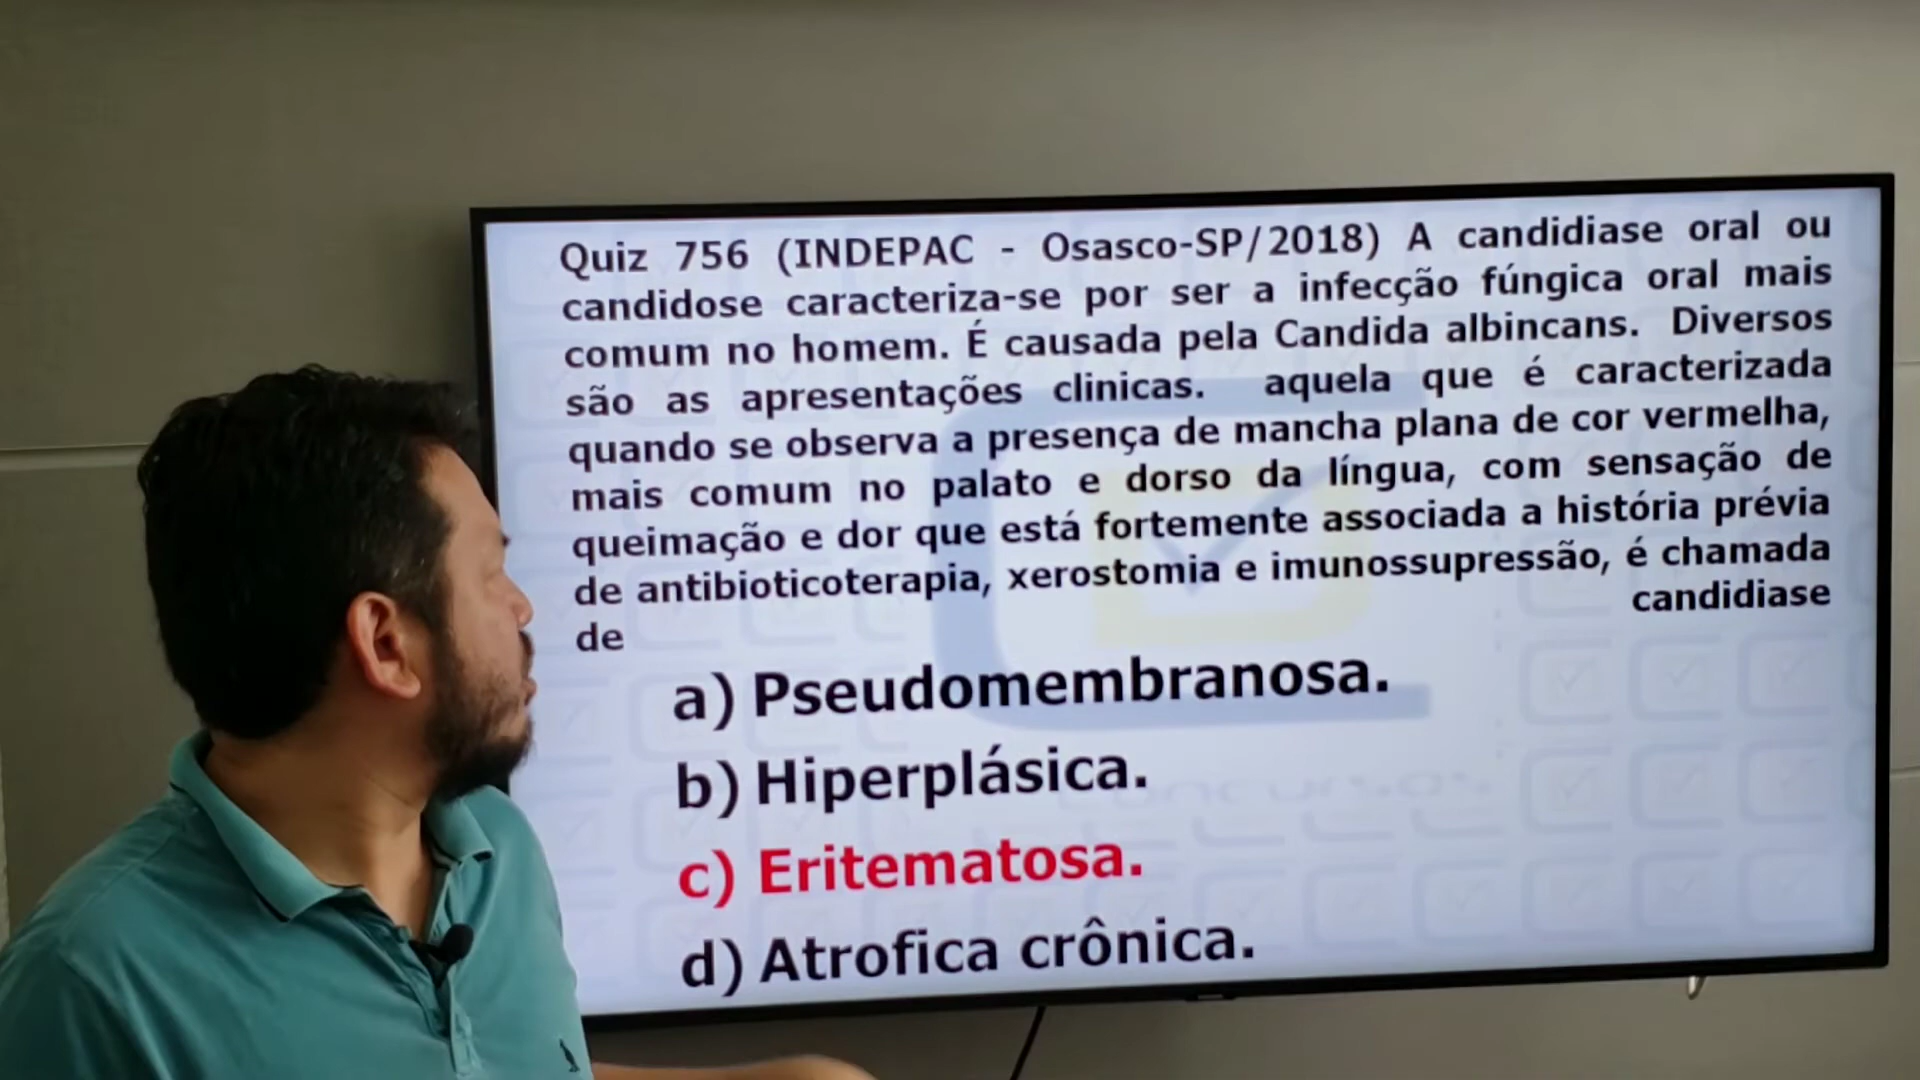 Quiz 756 (INDEPAC - Osasco-SP/2018) A candidiase oral ou
candidose caracteriza-se por ser a infecção fúngica oral mais
comum no homem. É causada pela Candida albincans. Diversos
são as apresentações clinicas. aquela que é caracterizada
quando se observa a presença de mancha plana de cor vermelha,
mais comum no palato e dorso da língua, com sensação de
queimação e dor que está fortemente associada a história prévia
de antibioticoterapia, xerostomia e imunossupressão, é chamada
de candidiase
a) Pseudomembranosa.
b) Hiperplásica.
c) Eritematosa.
d) Atrofica crônica.